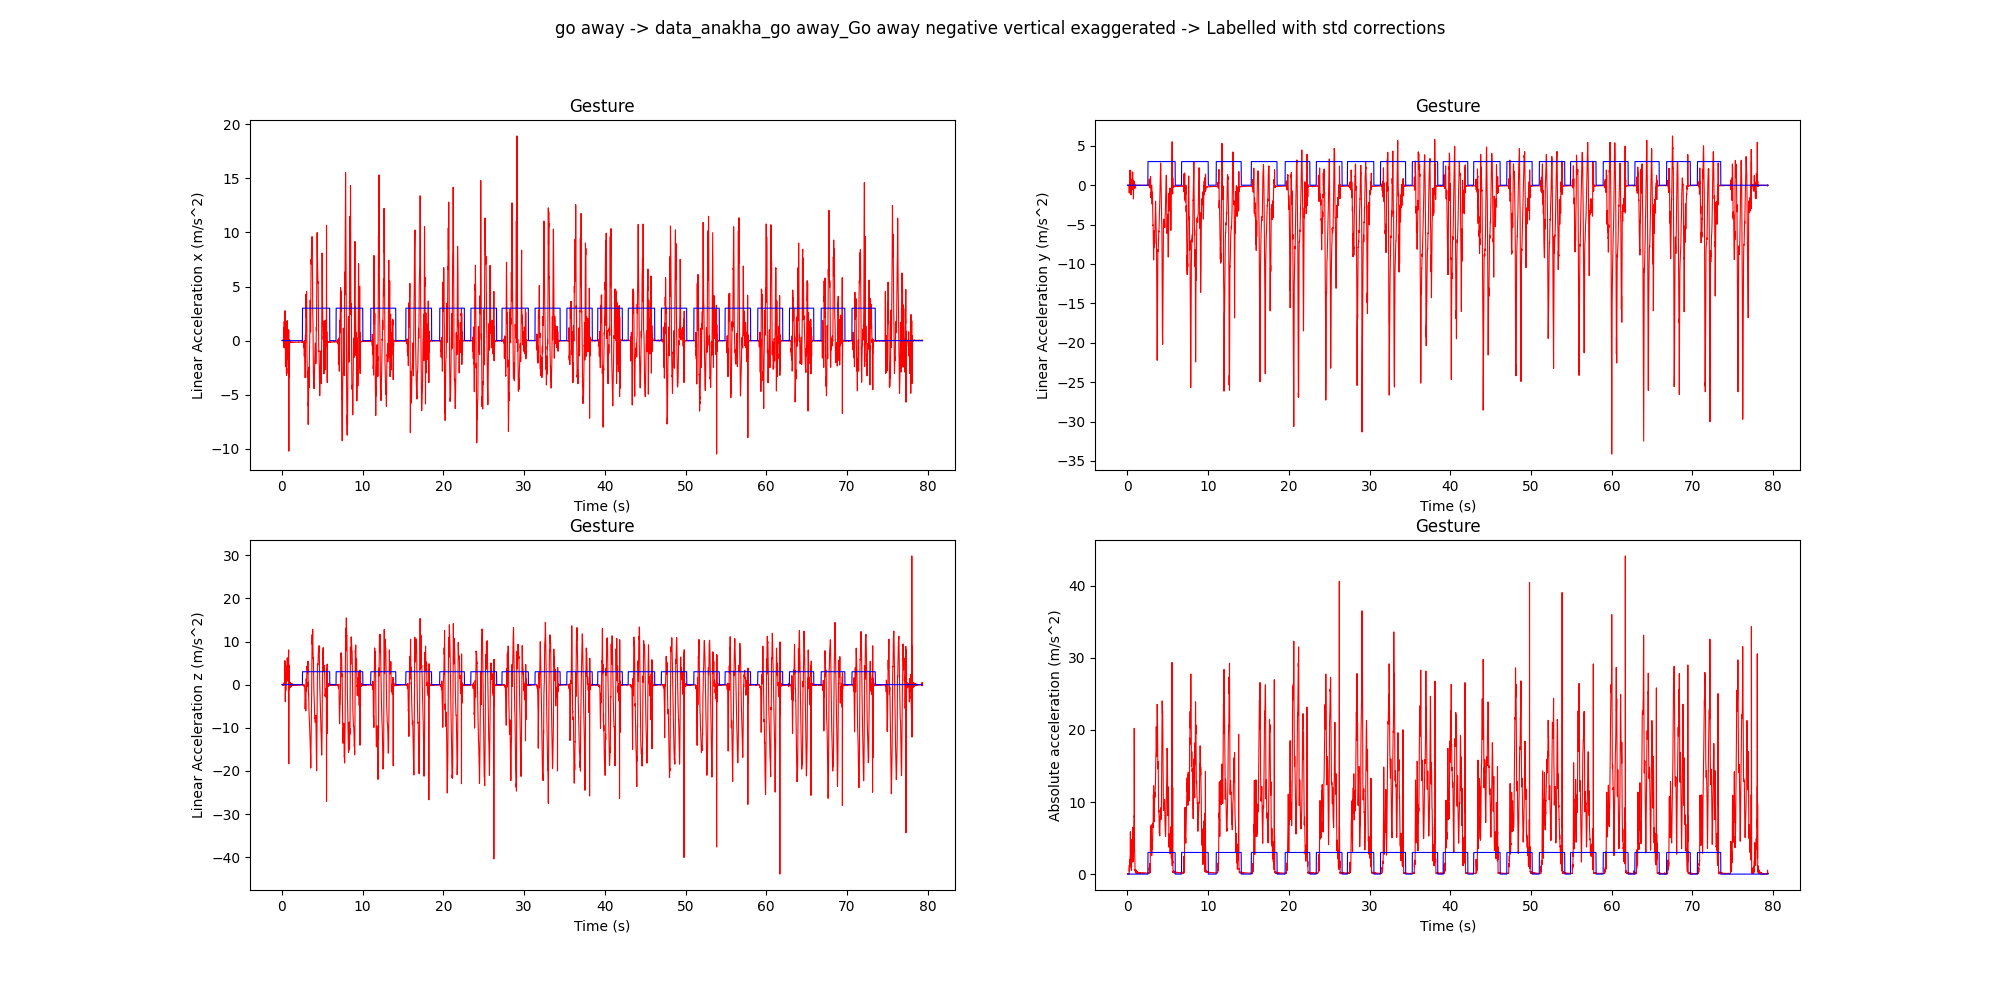 go away -> data_anakha_go away_Go away negative vertical exaggerated -> Labelled with std corrections
Gesture
Linear Acceleration x (m/s^2)
20
15
10
5
0
−5
−10
0 10 20 30 40 50 60 70 80
Time (s)
Gesture
Linear Acceleration y (m/s^2)
5
0
−5
−10
−15
−20
−25
−30
−35
0 10 20 30 40 50 60 70 80
Time (s)
Gesture
Linear Acceleration z (m/s^2)
30
20
10
0
−10
−20
−30
−40
0 10 20 30 40 50 60 70 80
Time (s)
Gesture
Absolute acceleration (m/s^2)
40
30
20
10
0
0 10 20 30 40 50 60 70 80
Time (s)